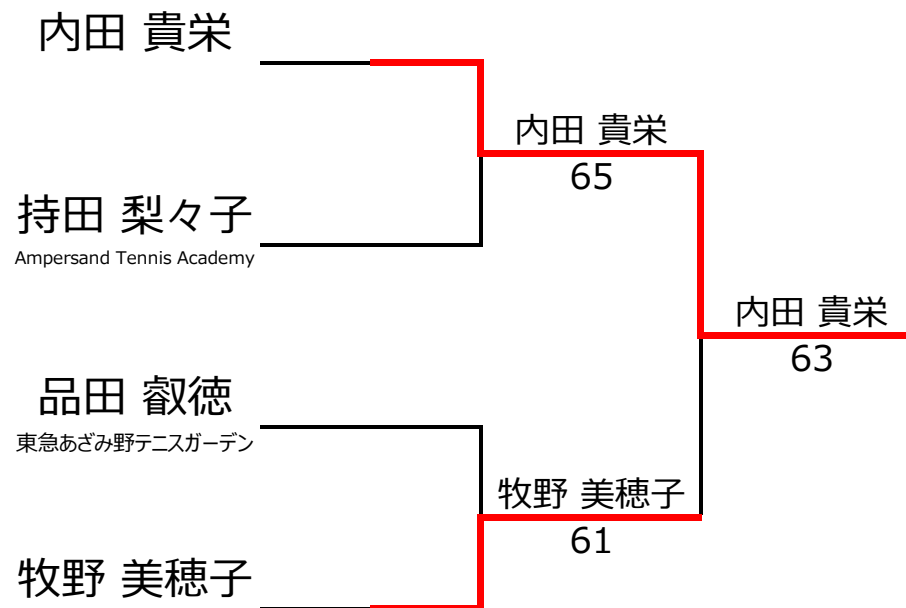 内田 貴栄
内田 貴栄
65
持田 梨々子
Ampersand Tennis Academy
内田 貴栄
63
品田 叡徳
東急あざみ野テニスガーデン
牧野 美穂子
61
牧野 美穂子